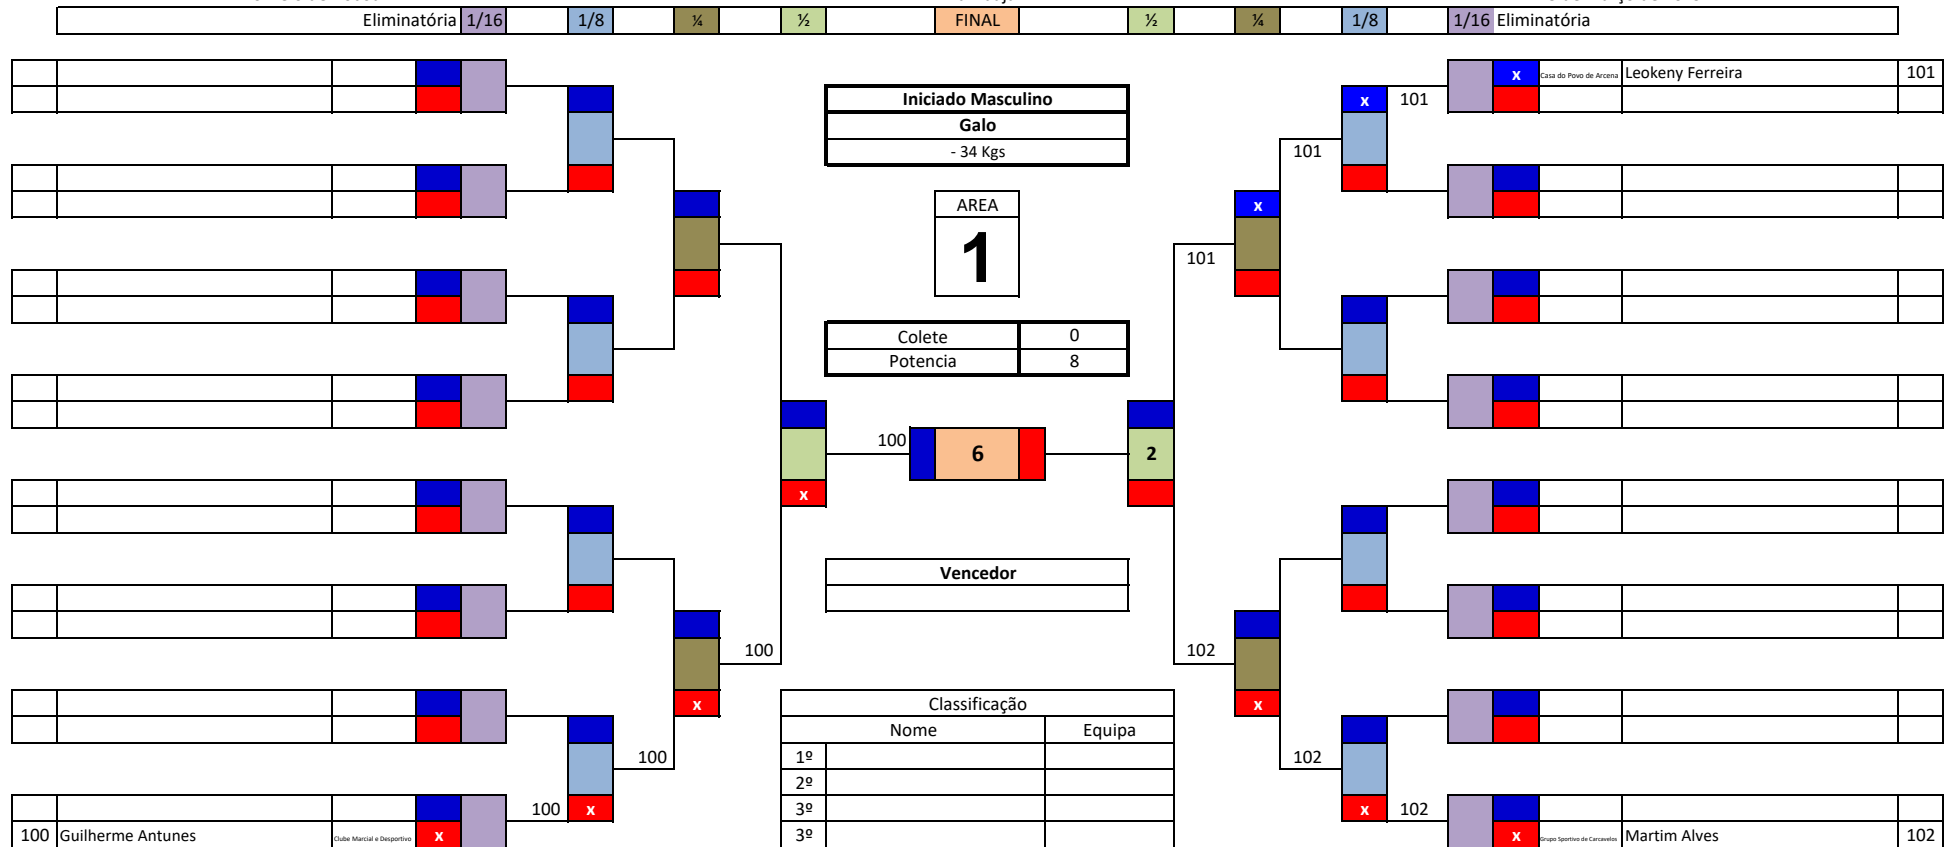 Eliminatória 1/16 1/8 ¼ ½ FINAL ½ ¼ 1/8 1/16 Eliminatória
x Casa do Povo de Arcena Leokeny Ferreira 101
Iniciado Masculino
x 101
Galo
- 34 Kgs
101
AREA
x
1
101
Colete 0
Potencia 8
100
6
2
x
Vencedor
100
102
Classificação
x
x
Nome Equipa
1º
100
102
2º
3º
100 x
x 102
3º
100 Guilherme Antunes Clube Marcial e Desportivo x
x Grupo Sportivo de Carcavelos Martim Alves 102